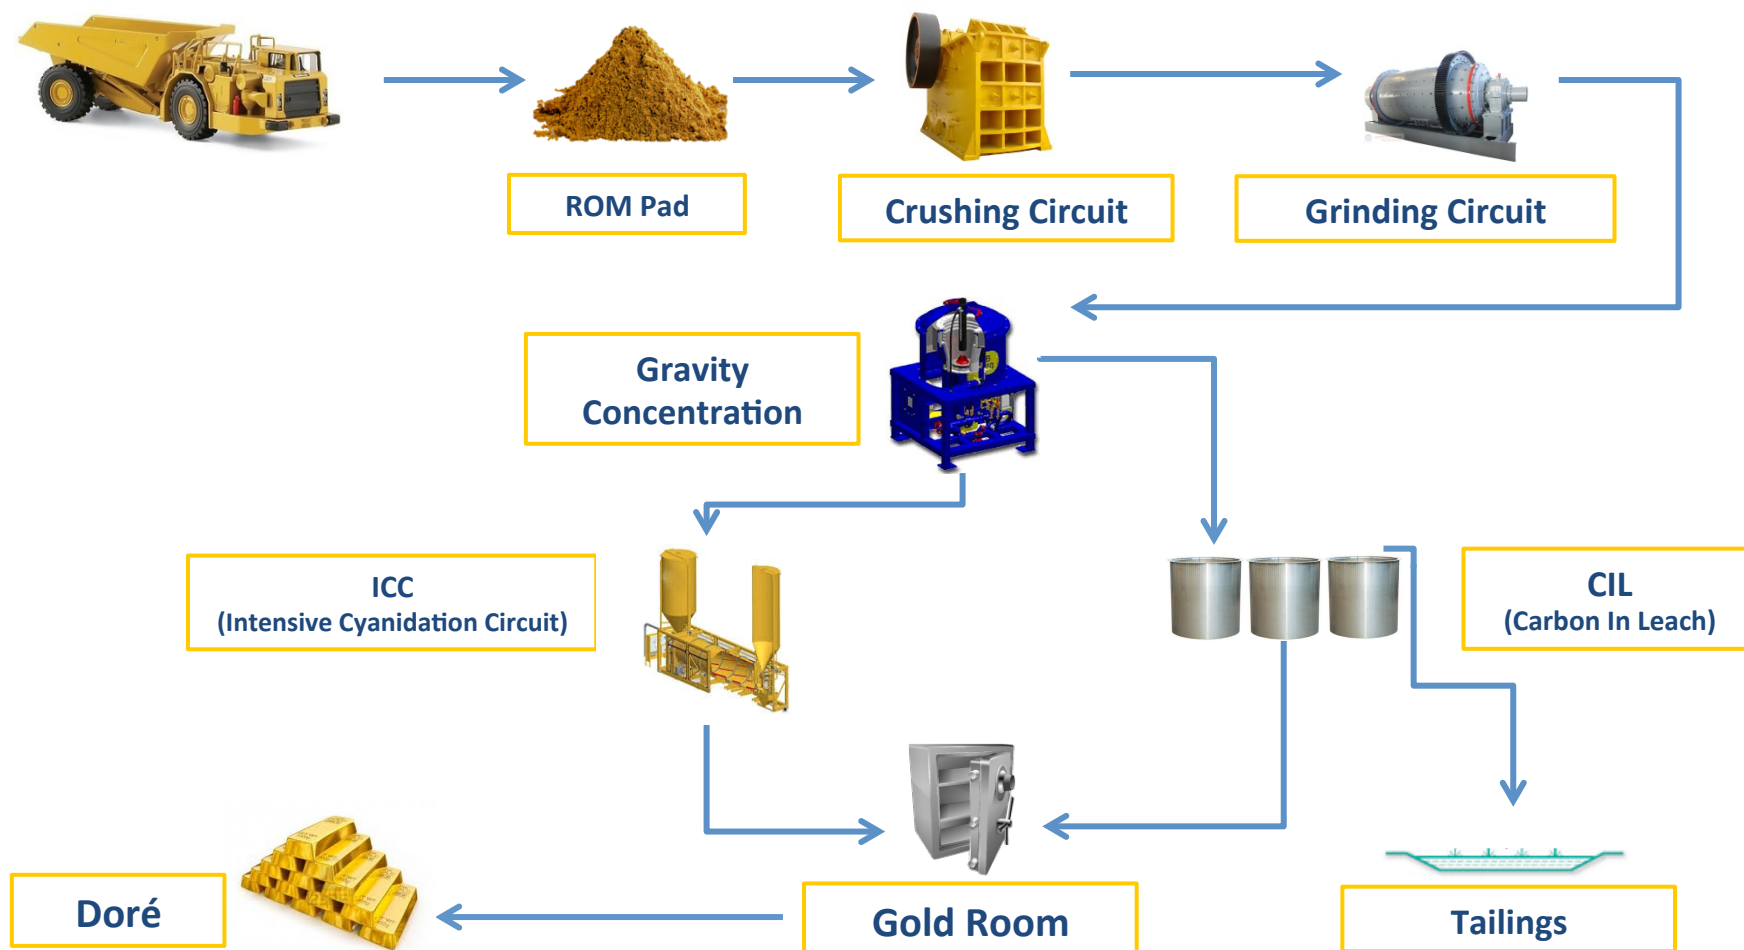 ROM Pad
Crushing Circuit
Grinding Circuit
Gravity
Concentration
ICC
(Intensive Cyanidation Circuit)
CIL
(Carbon In Leach)
Doré
Gold Room
Tailings